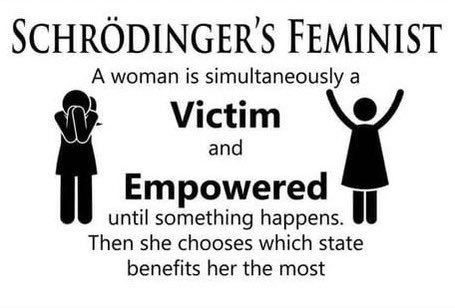 SCHRÖDINGER'S FEMINIST
A woman is simultaneously a
Victim
and
Empowered
until something happens.
Then she chooses which state
benefits her the most